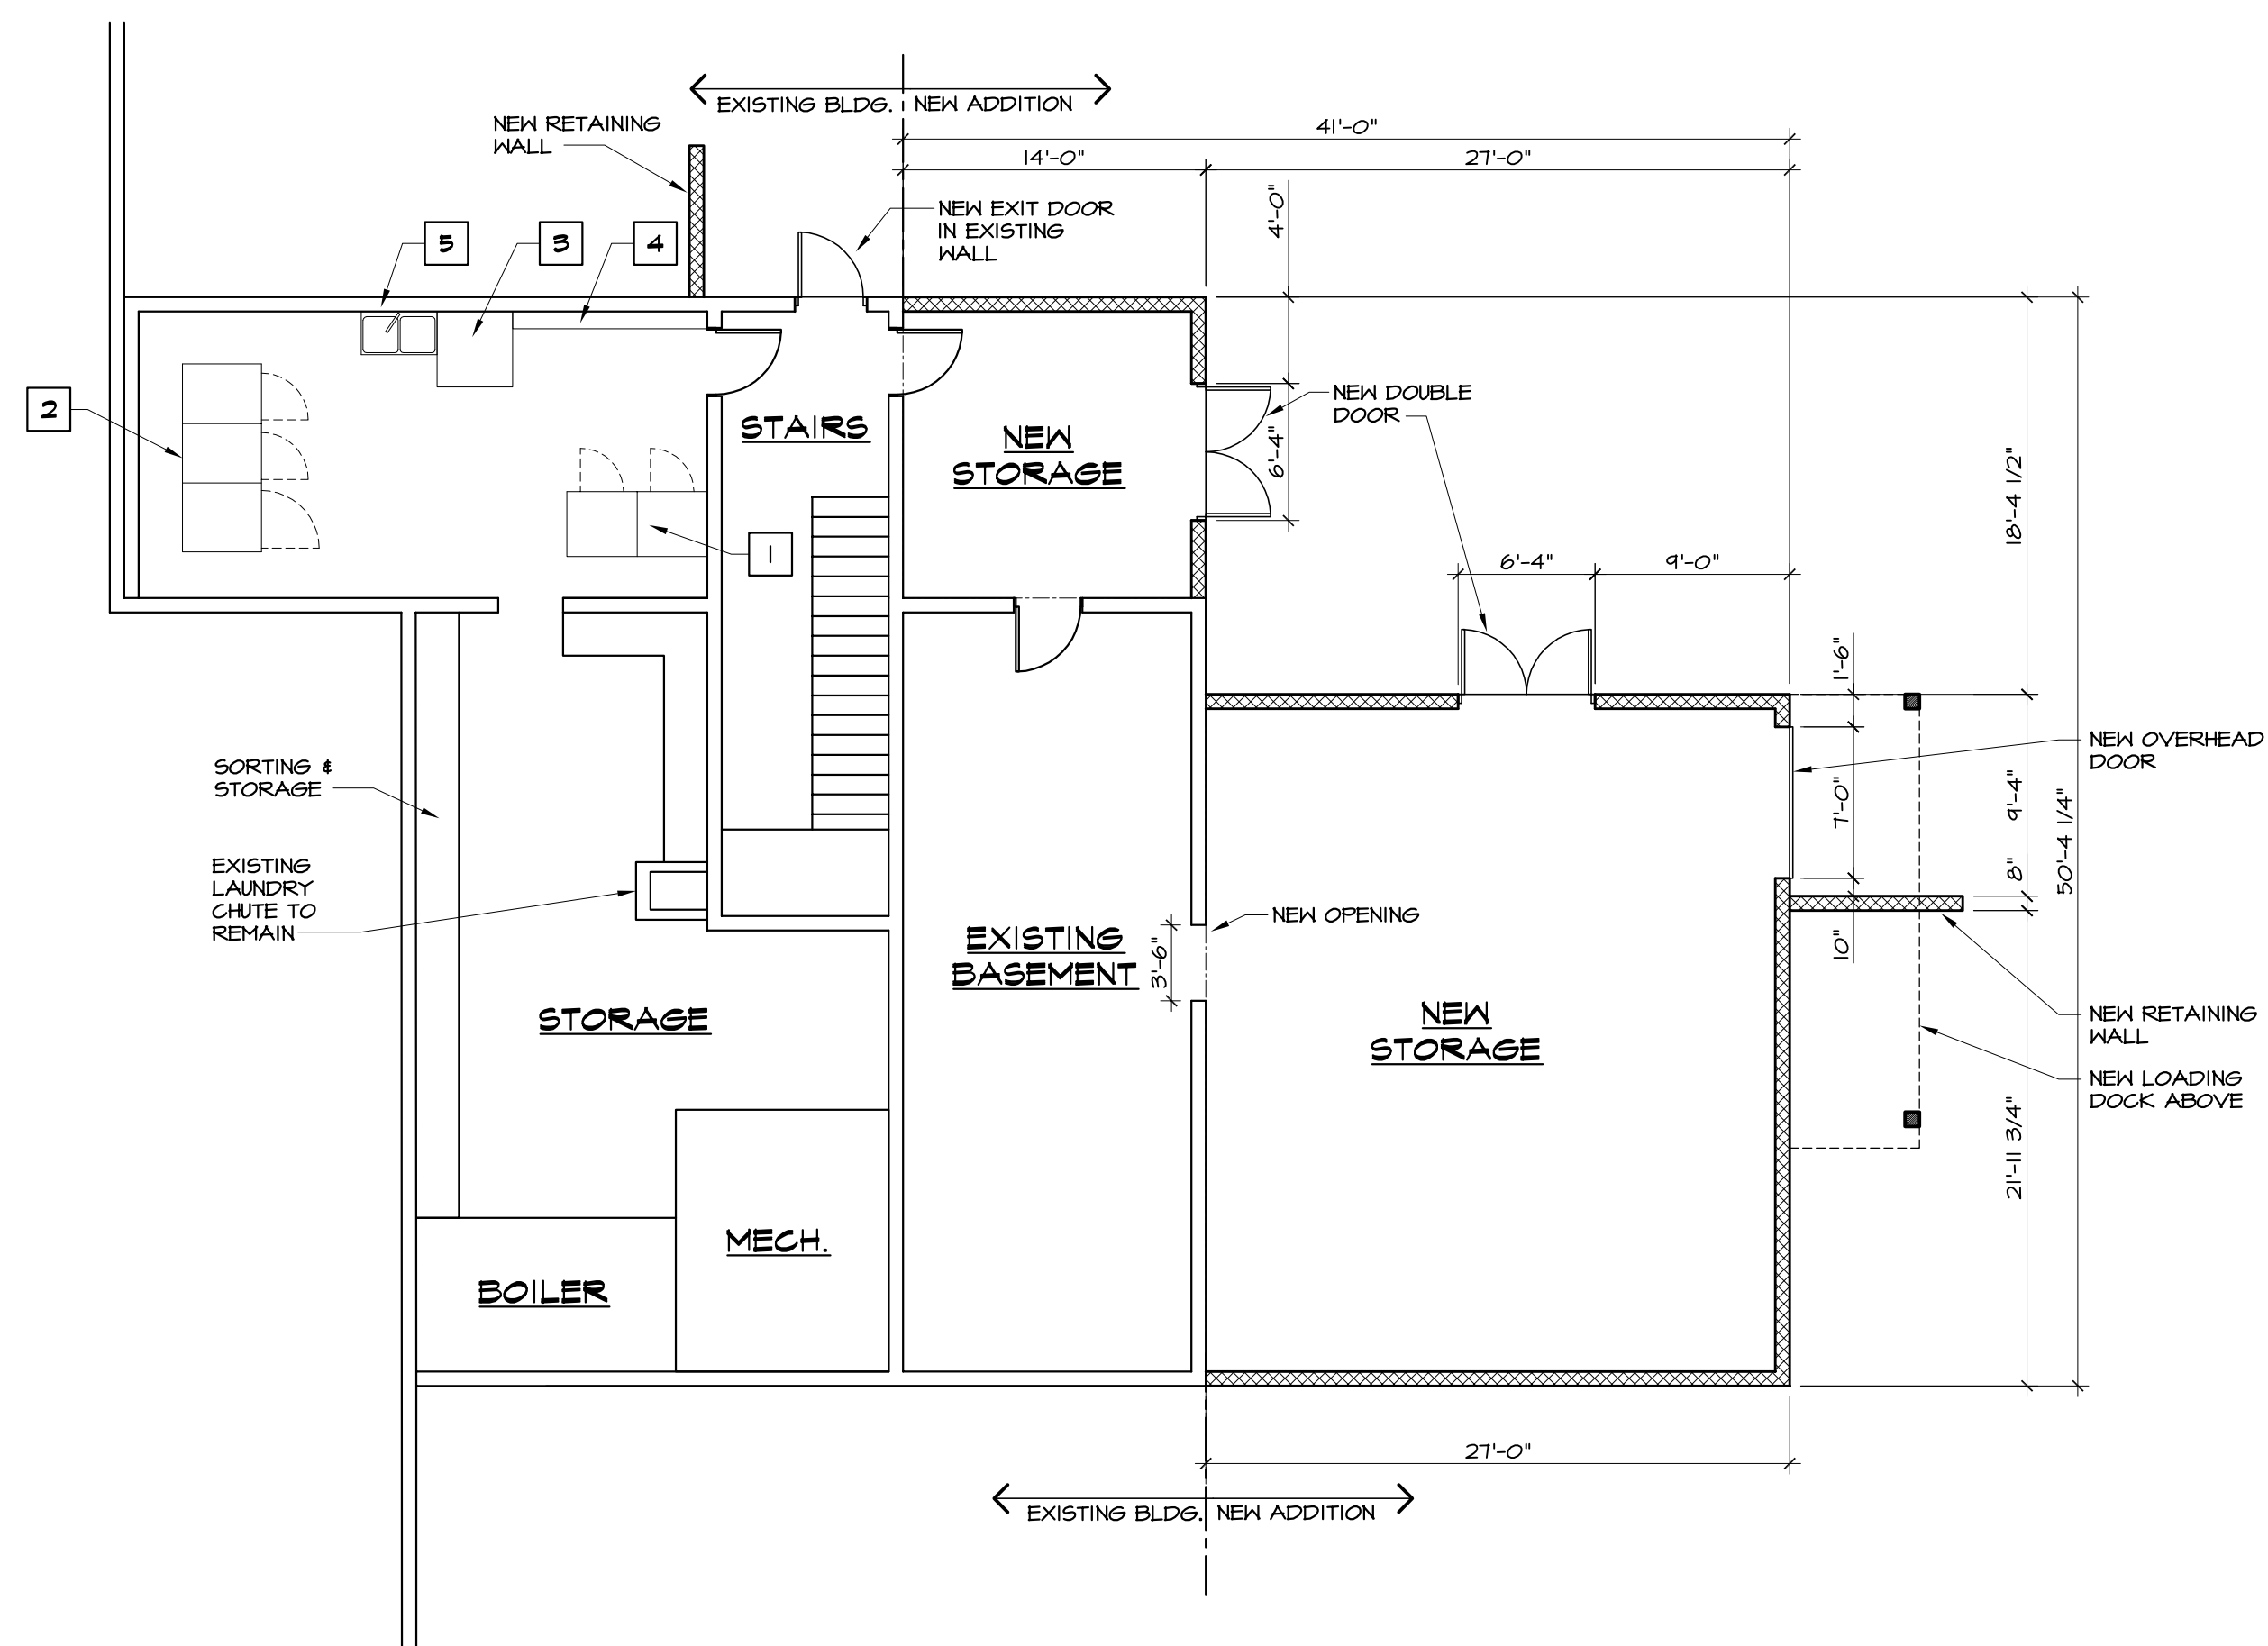 EXISTING BLDG. NEW ADDITION
NEW RETAINING
WALL
41'-0"
14'-0"
27'-0"
4'-0"
NEW EXIT DOOR
IN EXISTING
WALL
5
3
4
2
NEW DOUBLE
DOOR
STAIRS
NEW
STORAGE
6'-4"
18'-4 1/2"
1
6'-4"
9'-0"
1'-6"
SORTING &
STORAGE
NEW OVERHEAD
DOOR
7'-0"
9'-4"
8"
50'-4 1/4"
EXISTING
LAUNDRY
CHUTE TO
REMAIN
NEW OPENING
EXISTING
BASEMENT
3'-6"
10"
STORAGE
NEW
STORAGE
NEW RETAINING
WALL
NEW LOADING
DOCK ABOVE
21'-11 3/4"
MECH.
BOILER
27'-0"
EXISTING BLDG. NEW ADDITION